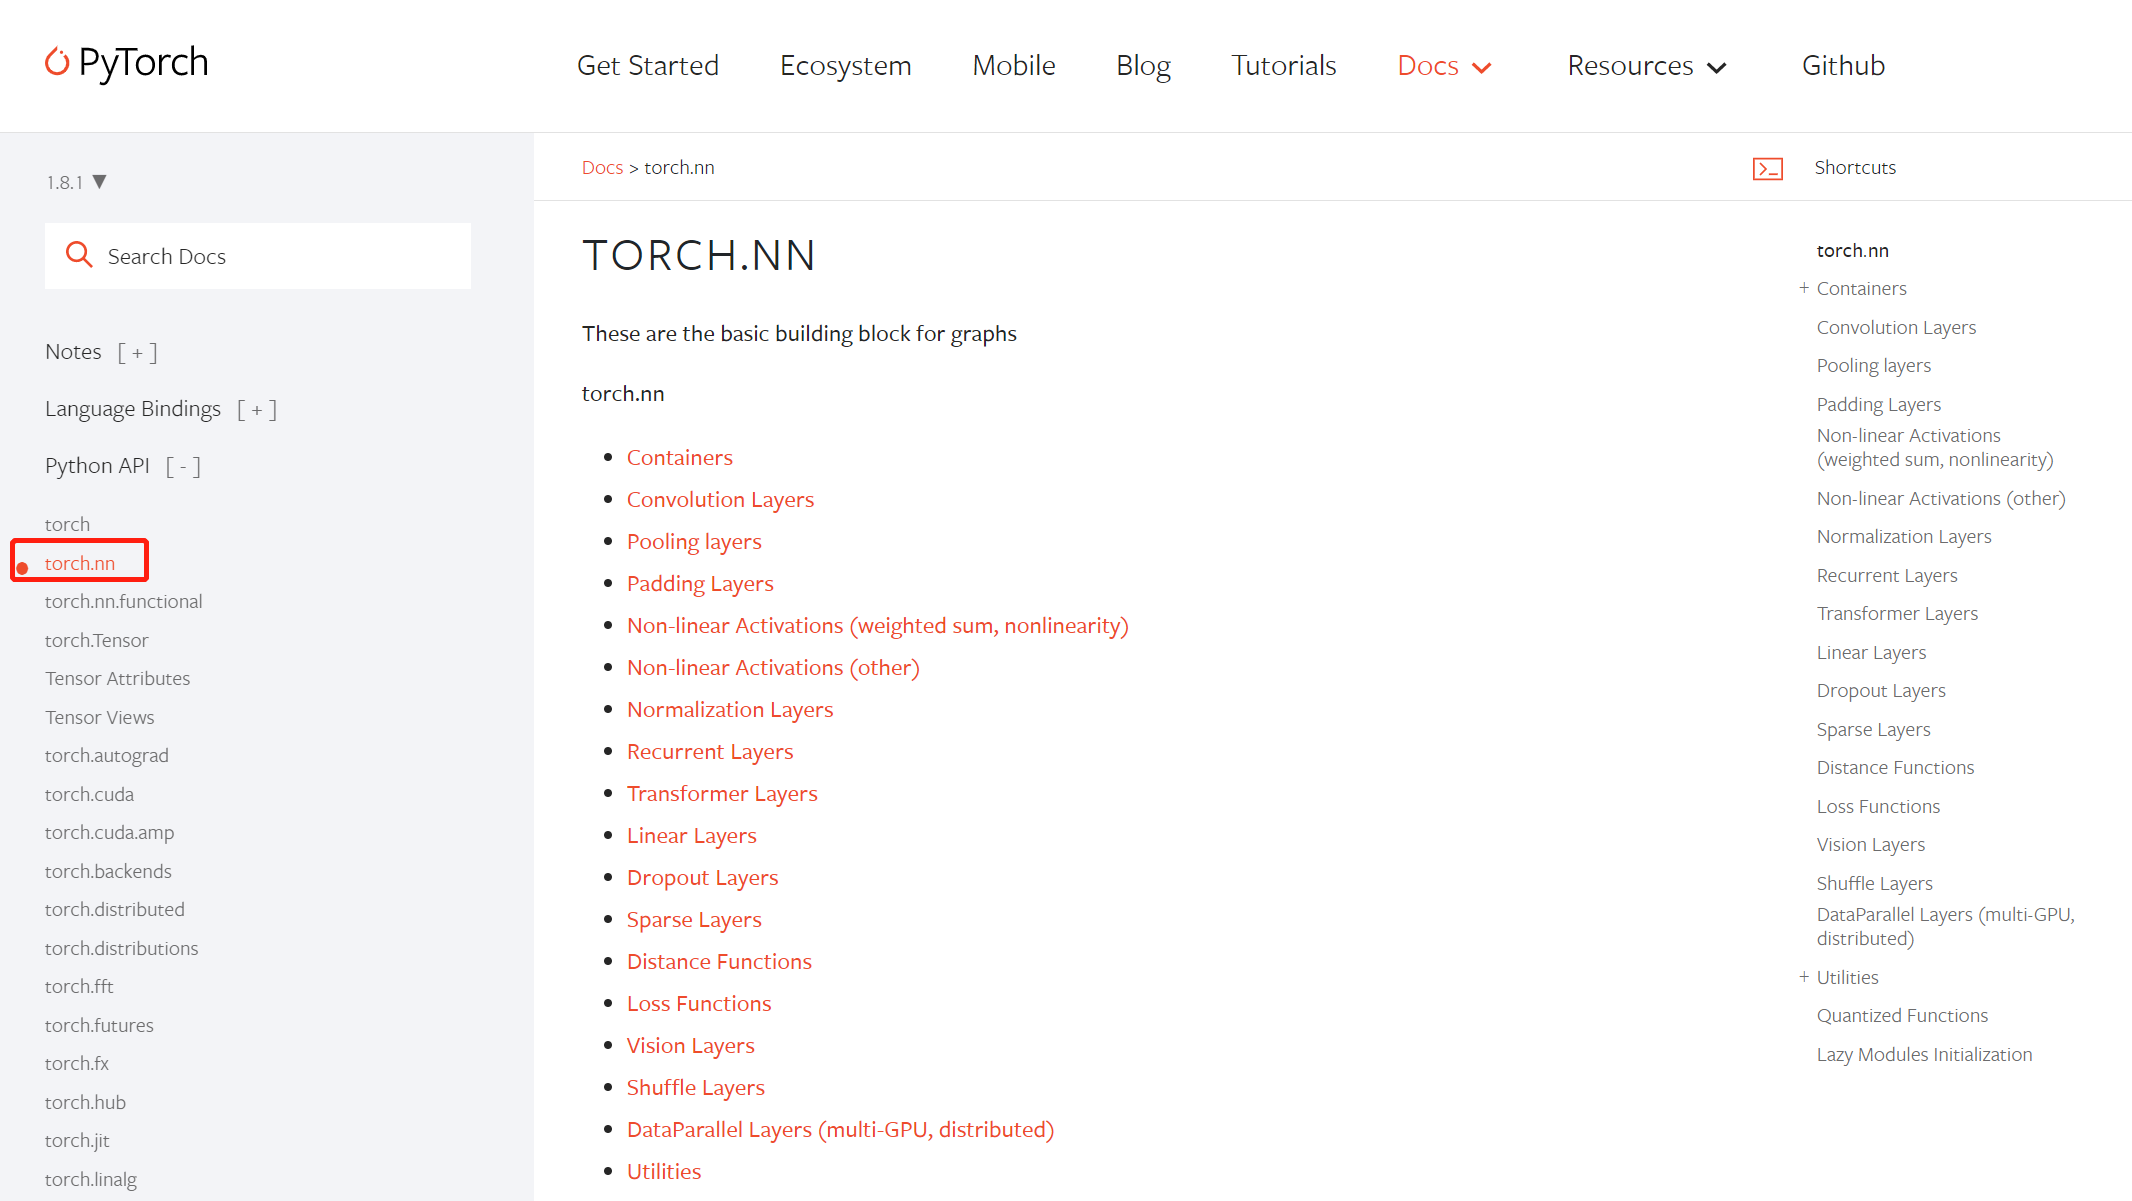 PyTorch
Get Started
Ecosystem
Mobile
Blog
Tutorials
Docs
Resources
Github
1.8.1 ▼
Search Docs
Notes [ + ]
Language Bindings [ + ]
Python API [ - ]
torch
torch.nn
torch.nn.functional
torch.Tensor
Tensor Attributes
Tensor Views
torch.autograd
torch.cuda
torch.cuda.amp
torch.backends
torch.distributed
torch.distributions
torch.fft
torch.futures
torch.fx
torch.hub
torch.jit
torch.linalg
Docs > torch.nn
Shortcuts
TORCH.NN
These are the basic building block for graphs
torch.nn
Containers
Convolution Layers
Pooling layers
Padding Layers
Non-linear Activations (weighted sum, nonlinearity)
Non-linear Activations (other)
Normalization Layers
Recurrent Layers
Transformer Layers
Linear Layers
Dropout Layers
Sparse Layers
Distance Functions
Loss Functions
Vision Layers
Shuffle Layers
DataParallel Layers (multi-GPU, distributed)
Utilities
torch.nn
+ Containers
Convolution Layers
Pooling layers
Padding Layers
Non-linear Activations
(weighted sum, nonlinearity)
Non-linear Activations (other)
Normalization Layers
Recurrent Layers
Transformer Layers
Linear Layers
Dropout Layers
Sparse Layers
Distance Functions
Loss Functions
Vision Layers
Shuffle Layers
DataParallel Layers (multi-GPU,
distributed)
+ Utilities
Quantized Functions
Lazy Modules Initialization